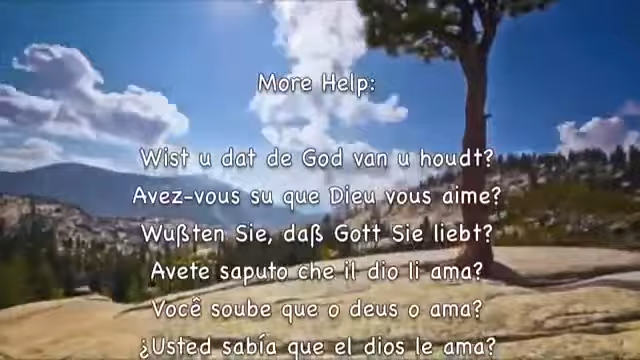 More Help:
Wist u dat de God van u houdt?
Avez-vous su que Dieu vous aime?
Wußten Sie, daß Gott Sie liebt?
Avete saputo che il dio li ama?
Você soube que o deus o ama?
¿Usted sabía que el dios le ama?